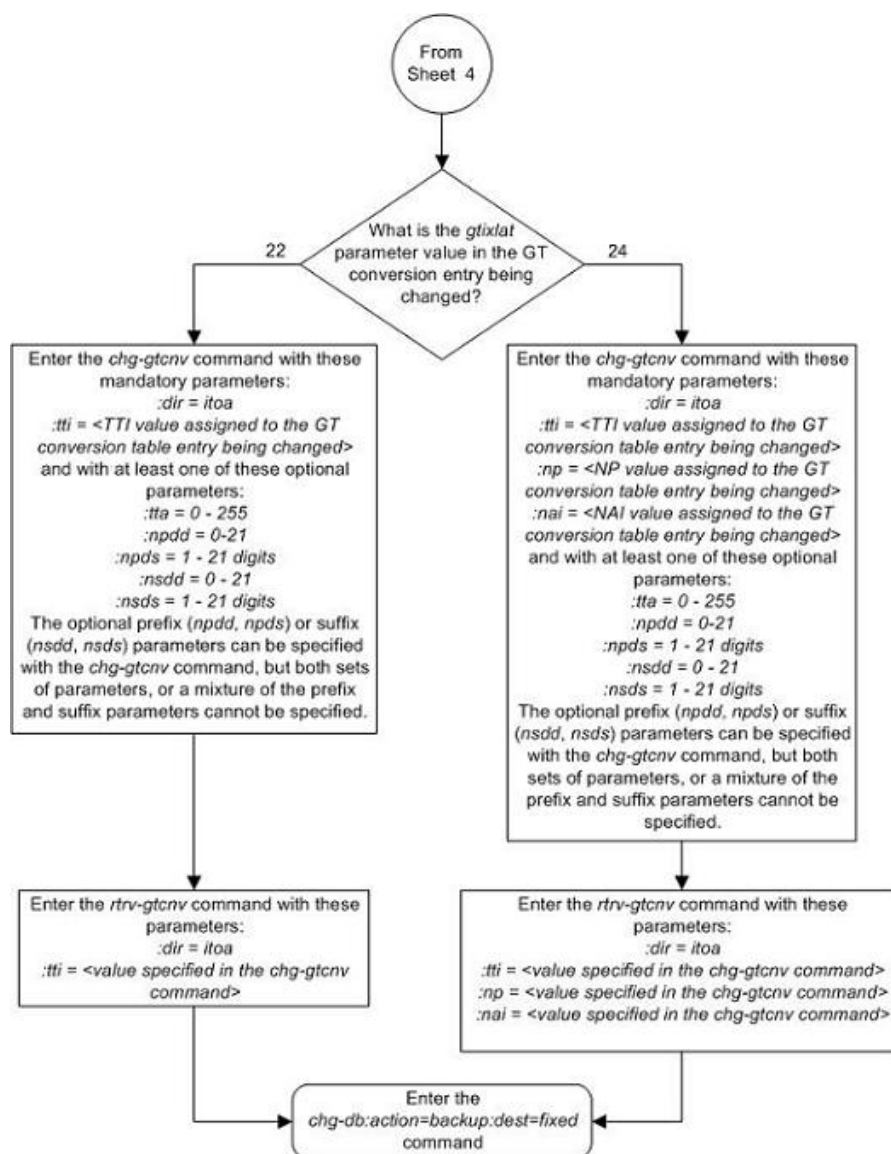 From
Sheet 4
What is the gtixlat
parameter value in the GT
conversion entry being
changed?
22
24
Enter the chg-gtcnv command with these
mandatory parameters:
:dir = itoa
:tti = <TTI value assigned to the GT
conversion table entry being changed>
and with at least one of these optional
parameters:
:tta = 0 - 255
:npdd = 0-21
:npds = 1 - 21 digits
:nsdd = 0 - 21
:nsds = 1 - 21 digits
The optional prefix (npdd, npds) or suffix
(nsdd, nsds) parameters can be specified
with the chg-gtcnv command, but both sets
of parameters, or a mixture of the prefix
and suffix parameters cannot be specified.
Enter the chg-gtcnv command with these
mandatory parameters:
:dir = itoa
:tti = <TTI value assigned to the GT
conversion table entry being changed>
:np = <NP value assigned to the GT
conversion table entry being changed>
:nai = <NAI value assigned to the GT
conversion table entry being changed>
and with at least one of these optional
parameters:
:tta = 0 - 255
:npdd = 0-21
:npds = 1 - 21 digits
:nsdd = 0 - 21
:nsds = 1 - 21 digits
The optional prefix (npdd, npds) or suffix
(nsdd, nsds) parameters can be specified
with the chg-gtcnv command, but both
sets of parameters, or a mixture of the
prefix and suffix parameters cannot be
specified.
Enter the rtrv-gtcnv command with these
parameters:
:dir = itoa
:tti = <value specified in the chg-gtcnv
command>
Enter the rtrv-gtcnv command with these
parameters:
:dir = itoa
:tti = <value specified in the chg-gtcnv command>
:np = <value specified in the chg-gtcnv command>
:nai = <value specified in the chg-gtcnv command>
Enter the
chg-db:action=backup:dest=fixed
command